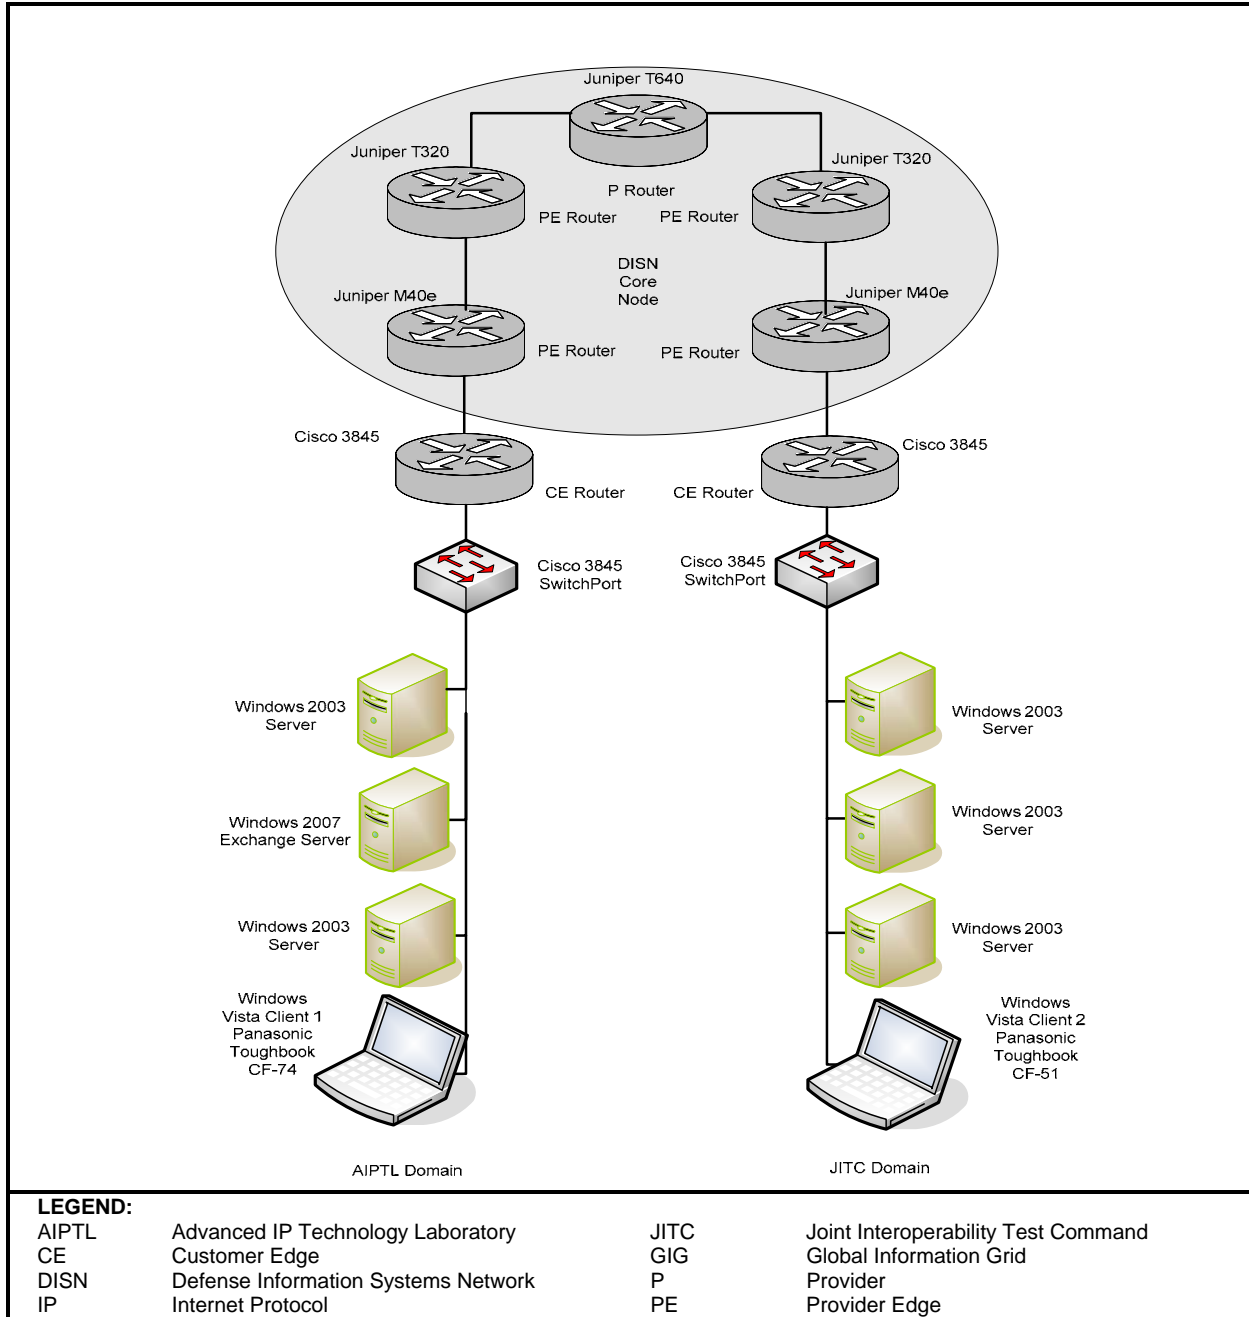 Juniper T640
Juniper T320
Juniper T320
P Router
PE Router
PE Router
DISN
Core
Node
Juniper M40e
Juniper M40e
PE Router
PE Router
Cisco 3845
Cisco 3845
CE Router
CE Router
Cisco 3845
SwitchPort
Cisco 3845
SwitchPort
Windows 2003
Server
Windows 2003
Server
Windows 2007
Exchange Server
Windows 2003
Server
Windows 2003
Server
Windows 2003
Server
Windows
Vista Client 1
Panasonic
Toughbook
CF-74
Windows
Vista Client 2
Panasonic
Toughbook
CF-51
AIPTL Domain
JITC Domain
LEGEND:
AIPTL Advanced IP Technology Laboratory JITC Joint Interoperability Test Command
CE Customer Edge GIG Global Information Grid
DISN Defense Information Systems Network P Provider
IP Internet Protocol PE Provider Edge